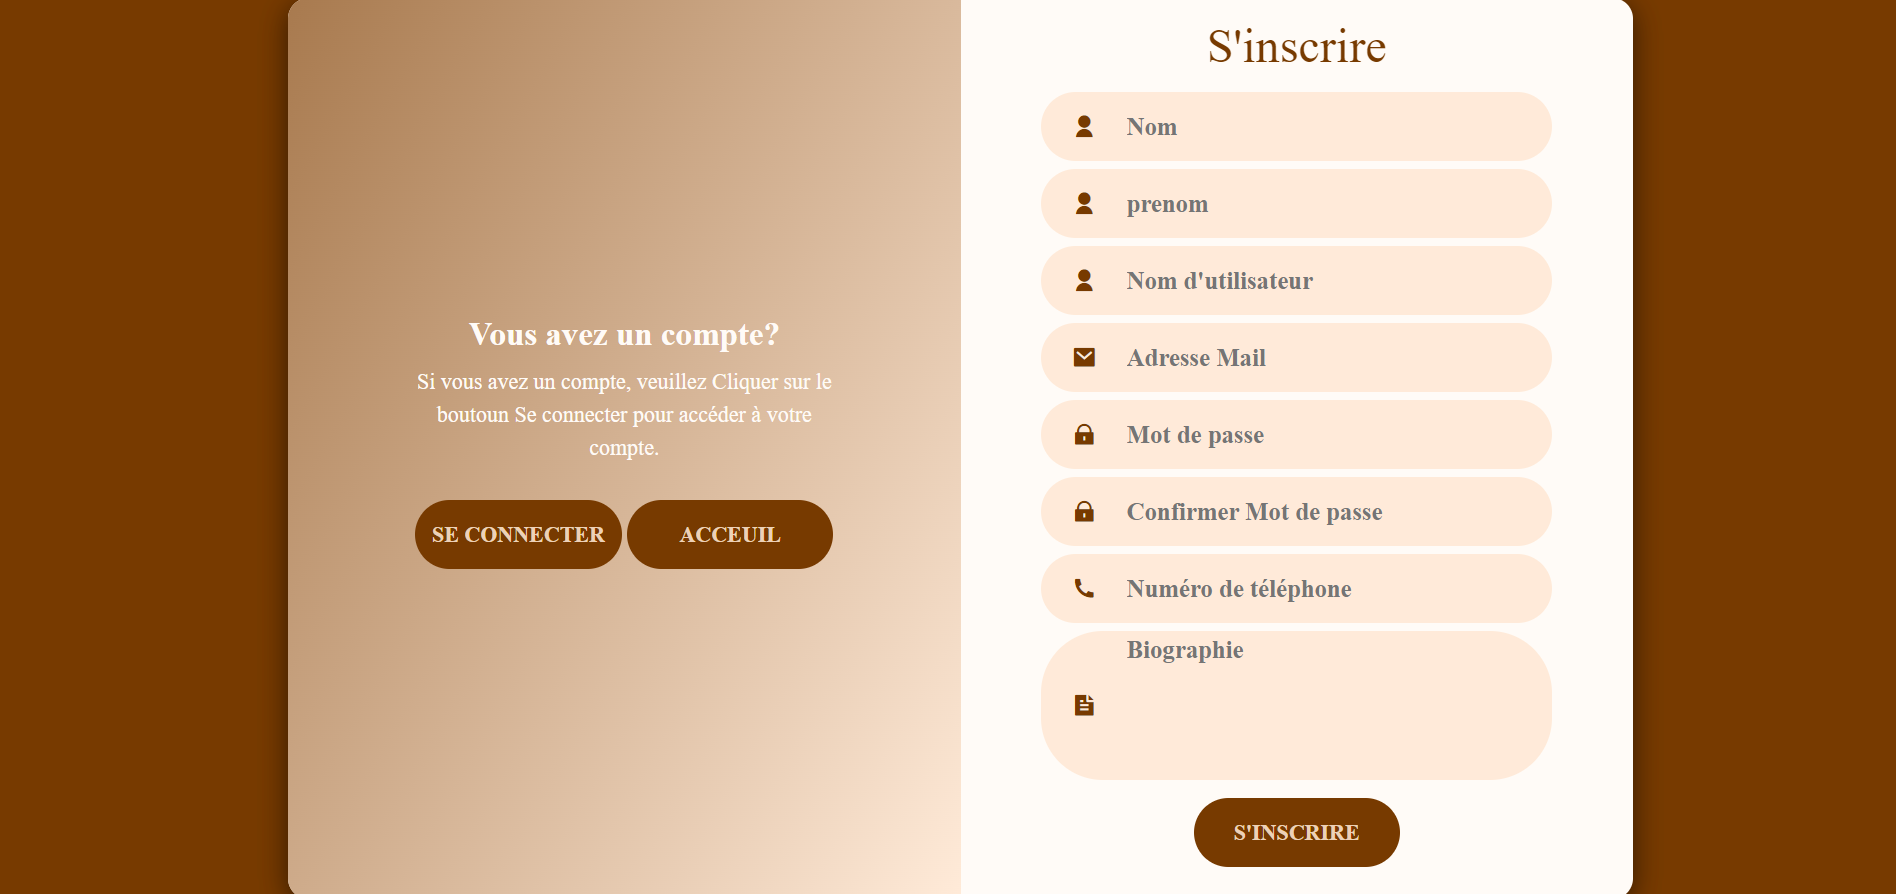 Vous avez un compte?
Si vous avez un compte, veuillez Cliquer sur le
boutoun Se connecter pour accéder à votre
compte.
SE CONNECTER
ACCEUIL
S'inscrire
Nom
prenom
Nom d'utilisateur
Adresse Mail
Mot de passe
Confirmer Mot de passe
Numéro de téléphone
Biographie
S'INSCRIRE